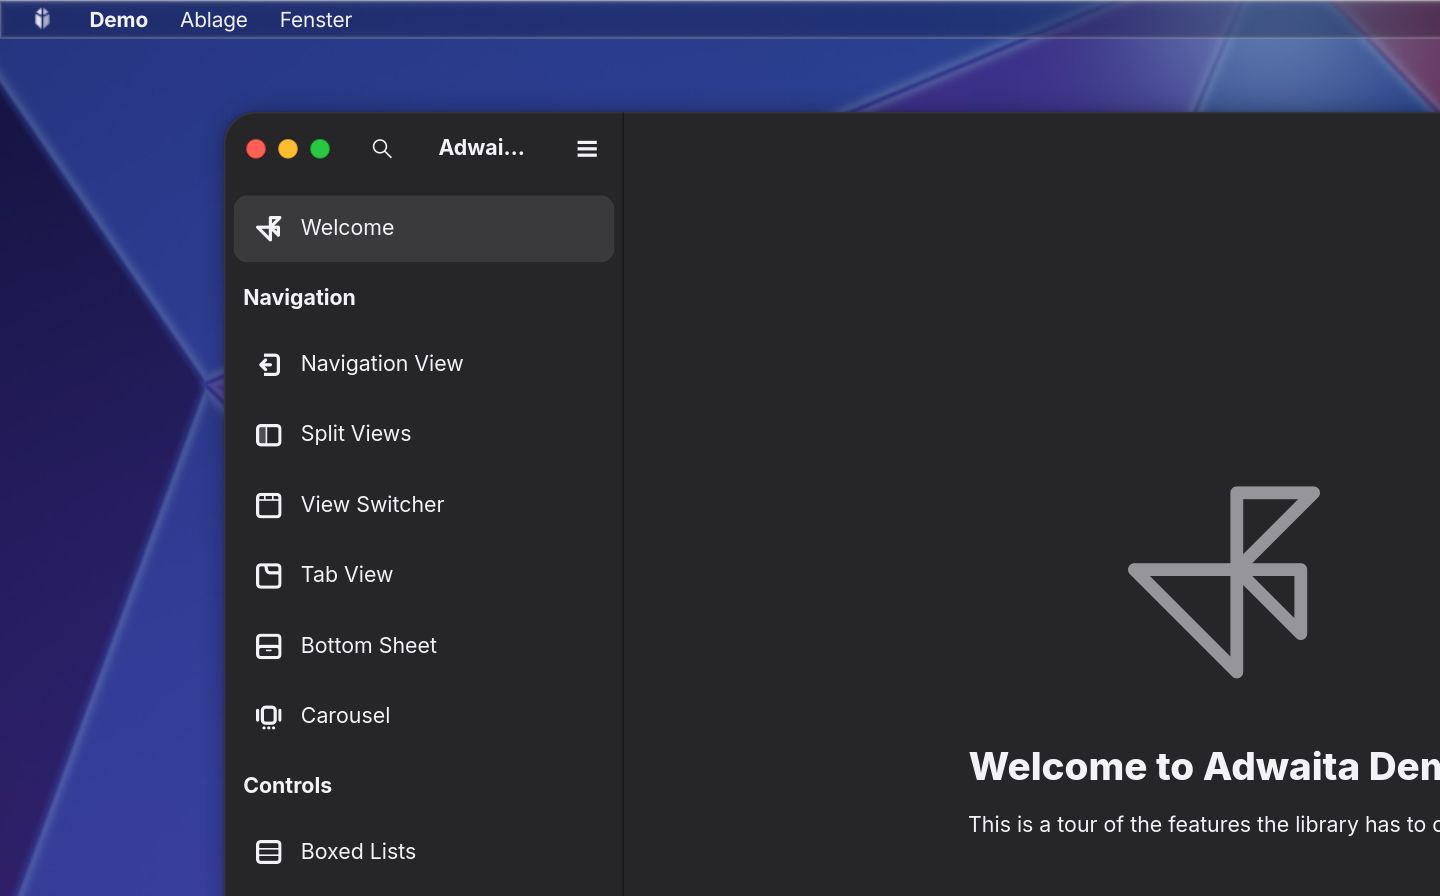 Demo Ablage Fenster
Adwai...
Welcome
Navigation
Navigation View
Split Views
View Switcher
Tab View
Bottom Sheet
Carousel
Controls
Boxed Lists
Welcome to Adwaita
This is a tour of the features the library has to